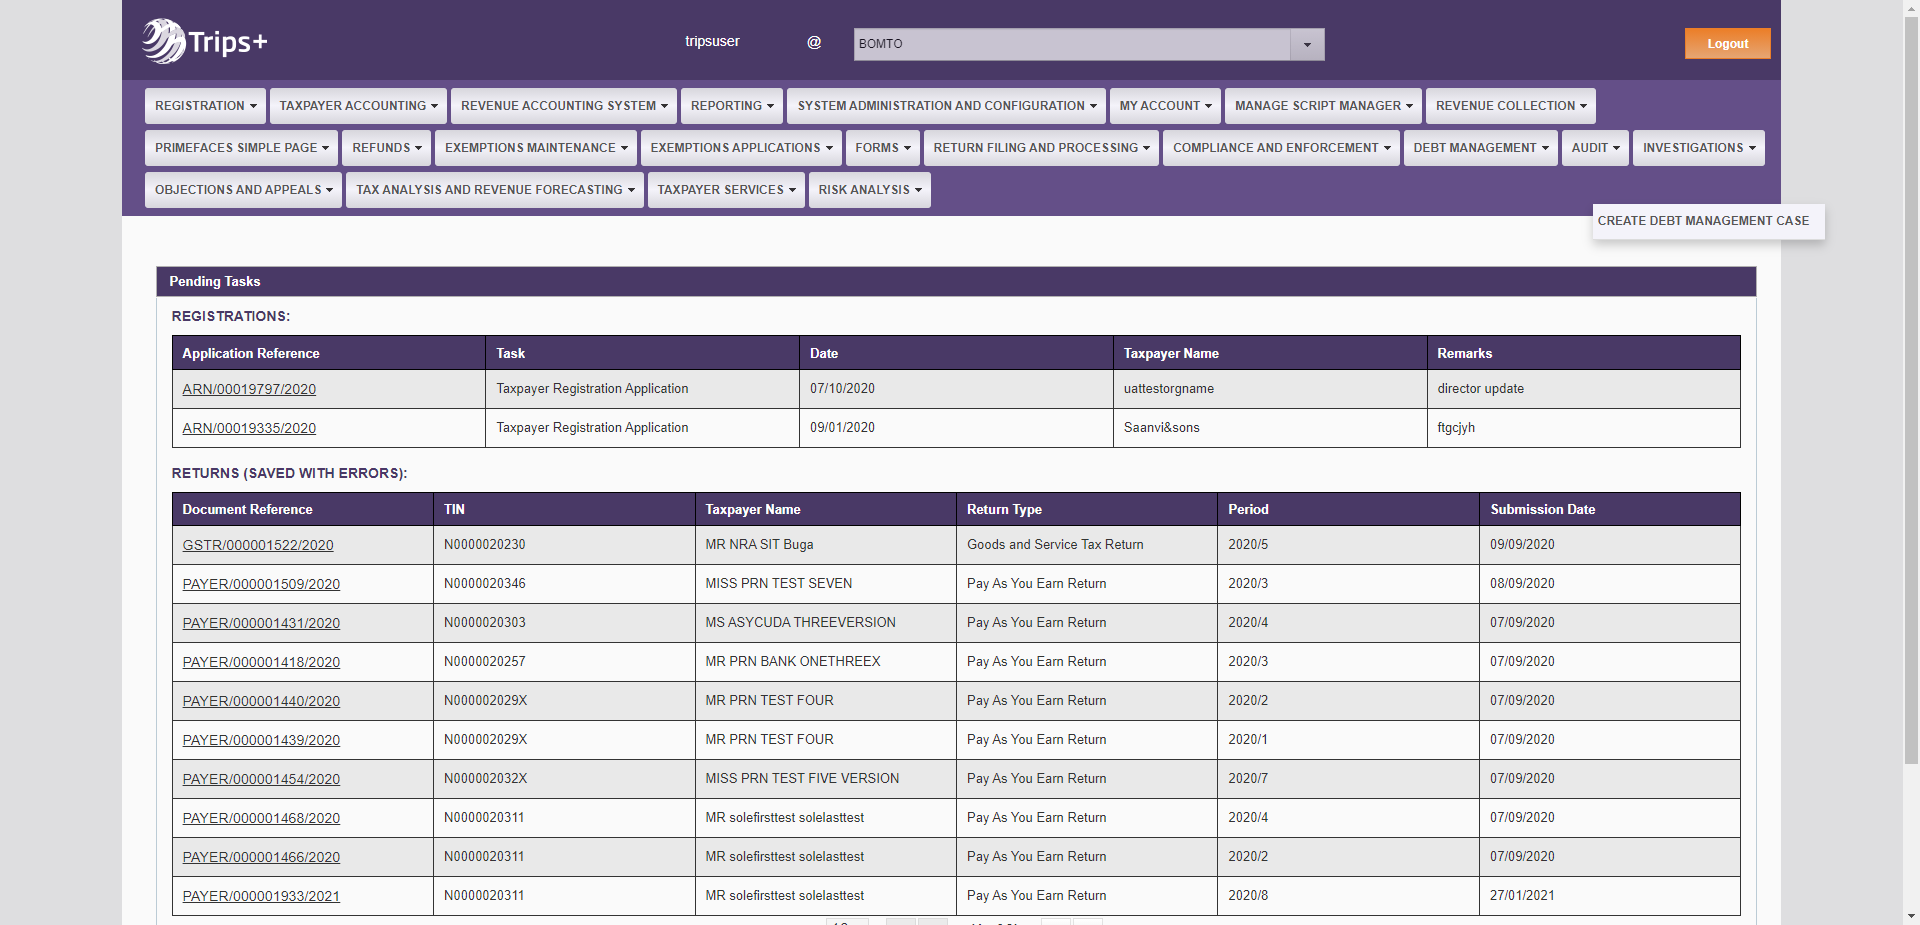 Trips+
tripsuser @ BOMTO Logout
REGISTRATION TAXPAYER ACCOUNTING REVENUE ACCOUNTING SYSTEM REPORTING SYSTEM ADMINISTRATION AND CONFIGURATION MY ACCOUNT MANAGE SCRIPT MANAGER REVENUE COLLECTION
PRIMEFACES SIMPLE PAGE REFUNDS EXEMPTIONS MAINTENANCE EXEMPTIONS APPLICATIONS FORMS RETURN FILING AND PROCESSING COMPLIANCE AND ENFORCEMENT DEBT MANAGEMENT AUDIT INVESTIGATIONS
OBJECTIONS AND APPEALS TAX ANALYSIS AND REVENUE FORECASTING TAXPAYER SERVICES RISK ANALYSIS
CREATE DEBT MANAGEMENT CASE
Pending Tasks
REGISTRATIONS:
Application Reference Task Date Taxpayer Name Remarks
ARN/00019797/2020 Taxpayer Registration Application 07/10/2020 uattestorgname director update
ARN/00019335/2020 Taxpayer Registration Application 09/01/2020 Saanvi&sons ftgcjyh
RETURNS (SAVED WITH ERRORS):
Document Reference TIN Taxpayer Name Return Type Period Submission Date
GSTR/000001522/2020 N0000020230 MR NRA SIT Buga Goods and Service Tax Return 2020/5 09/09/2020
PAYER/000001509/2020 N0000020346 MISS PRN TEST SEVEN Pay As You Earn Return 2020/3 08/09/2020
PAYER/000001431/2020 N0000020303 MS ASYCUDA THREEVERSION Pay As You Earn Return 2020/4 07/09/2020
PAYER/000001418/2020 N0000020257 MR PRN BANK ONETHREEX Pay As You Earn Return 2020/3 07/09/2020
PAYER/000001440/2020 N000002029X MR PRN TEST FOUR Pay As You Earn Return 2020/2 07/09/2020
PAYER/000001439/2020 N000002029X MR PRN TEST FOUR Pay As You Earn Return 2020/1 07/09/2020
PAYER/000001454/2020 N000002032X MISS PRN TEST FIVE VERSION Pay As You Earn Return 2020/7 07/09/2020
PAYER/000001468/2020 N0000020311 MR solefirsttest solelasttest Pay As You Earn Return 2020/4 07/09/2020
PAYER/000001466/2020 N0000020311 MR solefirsttest solelasttest Pay As You Earn Return 2020/2 07/09/2020
PAYER/000001933/2021 N0000020311 MR solefirsttest solelasttest Pay As You Earn Return 2020/8 27/01/2021